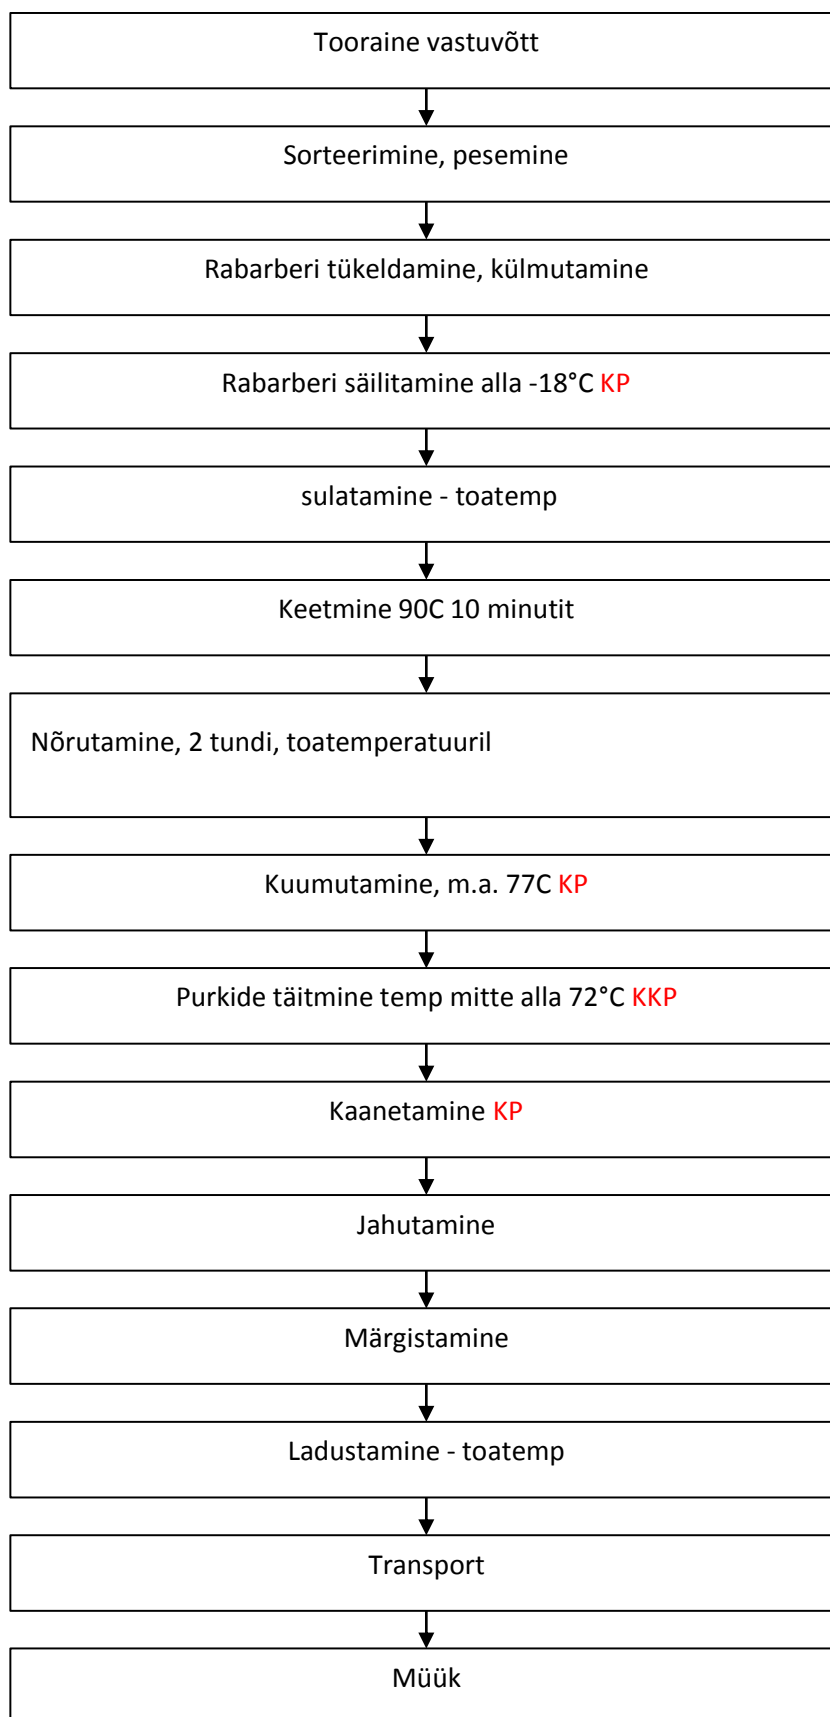 Tooraine vastuvõtt
Sorteerimine, pesemine
Rabarberi tükeldamine, külmutamine
Rabarberi säilitamine alla -18°C KP
sulatamine - toatemp
Keetmine 90C 10 minutit
Nõrutamine, 2 tundi, toatemperatuuril
Kuumutamine, m.a. 77C KP
Purkide täitmine temp mitte alla 72°C KKP
Kaanetamine KP
Jahutamine
Märgistamine
Ladustamine - toatemp
Transport
Müük